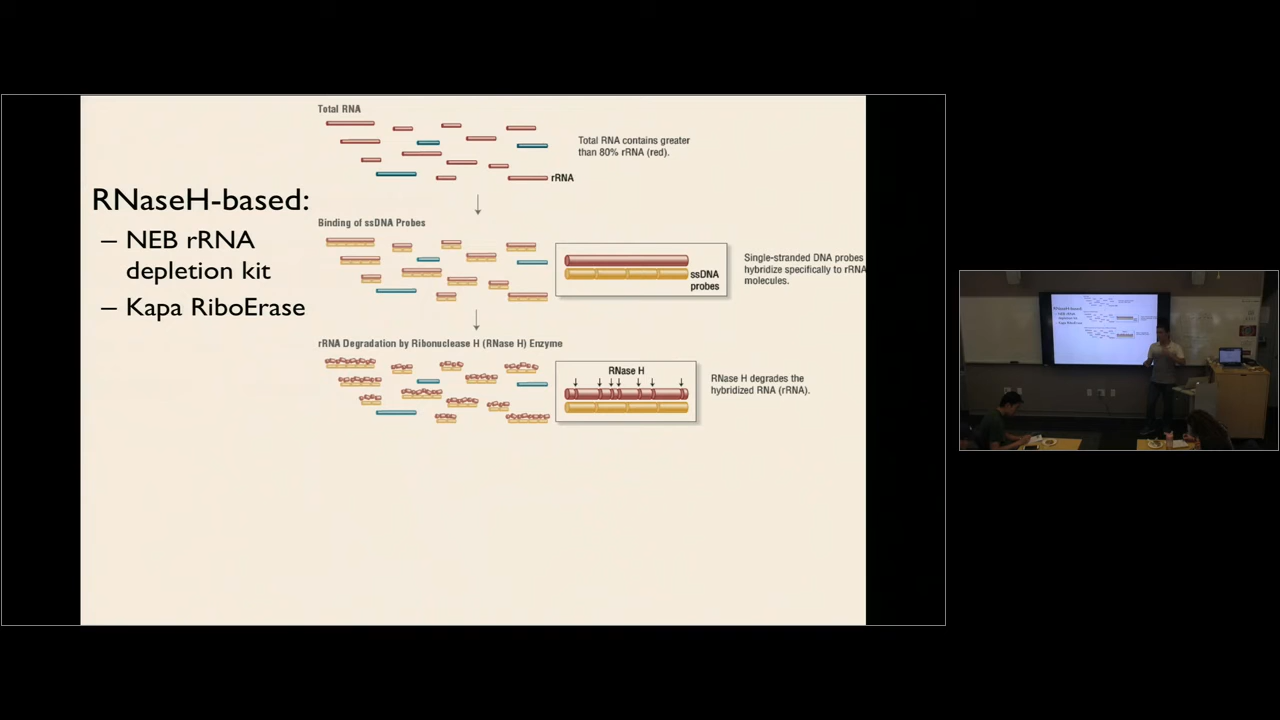 Total RNA
Total RNA contains greater
than 80% rRNA (red).
rRNA
RNaseH-based:
– NEB rRNA
depletion kit
– Kapa RiboErase
Binding of ssDNA Probes
ssDNA
probes
Single-stranded DNA probes
hybridize specifically to rRNA
molecules.
rRNA Degradation by Ribonuclease H (RNase H) Enzyme
RNase H
RNase H degrades the
hybridized RNA (rRNA).